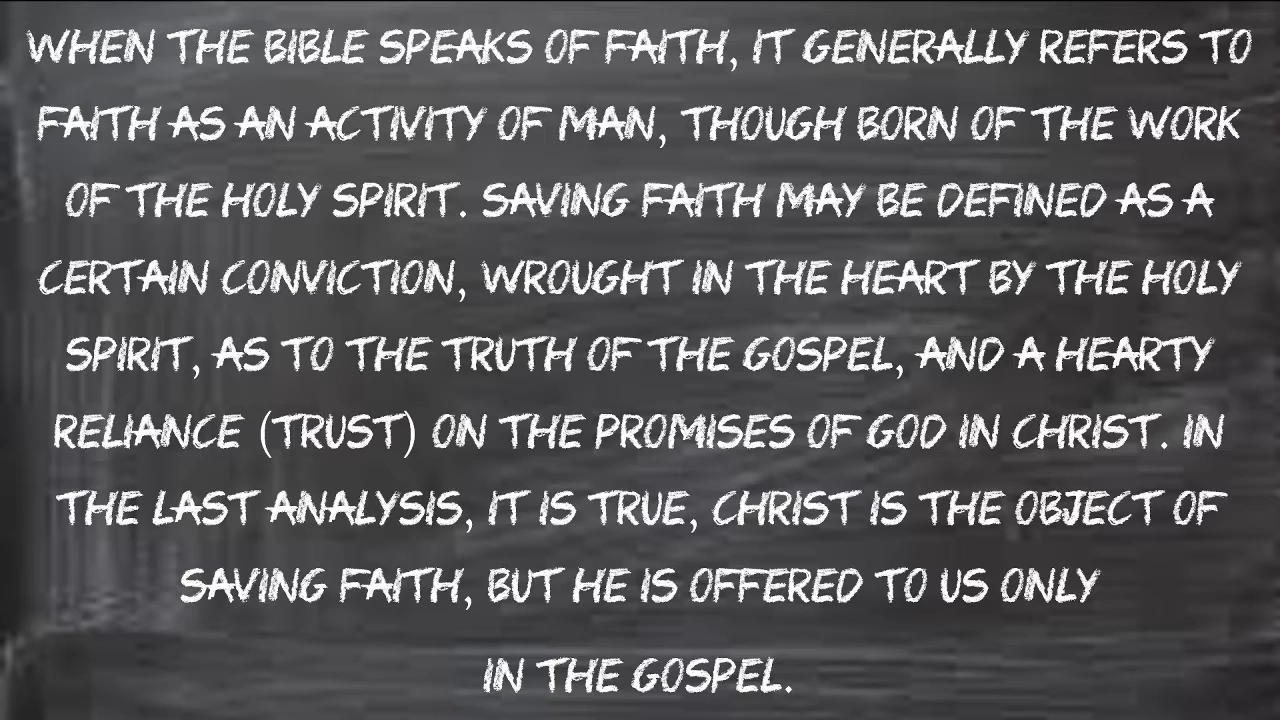 WHEN THE BIBLE SPEAKS OF FAITH, IT GENERALLY REFERS TO
FAITH AS AN ACTIVITY OF MAN, THOUGH BORN OF THE WORK
OF THE HOLY SPIRIT. SAVING FAITH MAY BE DEFINED AS A
CERTAIN CONVICTION, WROUGHT IN THE HEART BY THE HOLY
SPIRIT, AS TO THE TRUTH OF THE GOSPEL, AND A HEARTY
RELIANCE (TRUST) ON THE PROMISES OF GOD IN CHRIST. IN
THE LAST ANALYSIS, IT IS TRUE, CHRIST IS THE OBJECT OF
SAVING FAITH, BUT HE IS OFFERED TO US ONLY
IN THE GOSPEL.